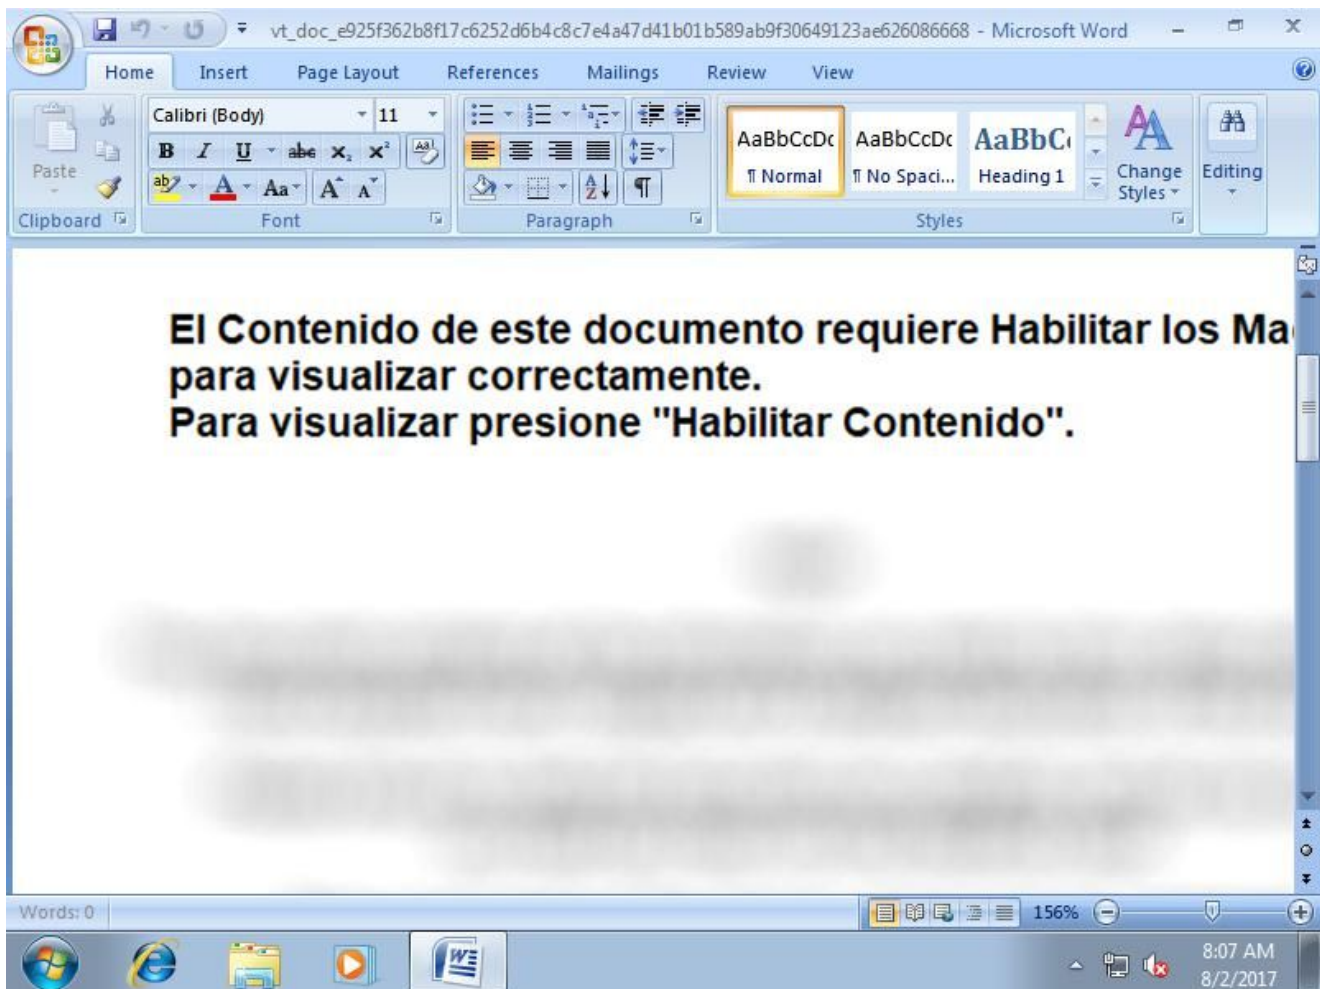 vt_doc_e925f362b8f17c6252d6b4c8c7e4a47d41b01b589ab9f30649123ae626086668 - Microsoft Word
Home Insert Page Layout References Mailings Review View
Calibri (Body) 11
AaBbCcDc AaBbCcDc AaBbC
¶ Normal ¶ No Spaci... Heading 1
Paste
Change Styles
Editing
Clipboard Font Paragraph Styles
El Contenido de este documento requiere Habilitar los
para visualizar correctamente.
Para visualizar presione "Habilitar Contenido".
Words: 0 156%
8:07 AM
8/2/2017